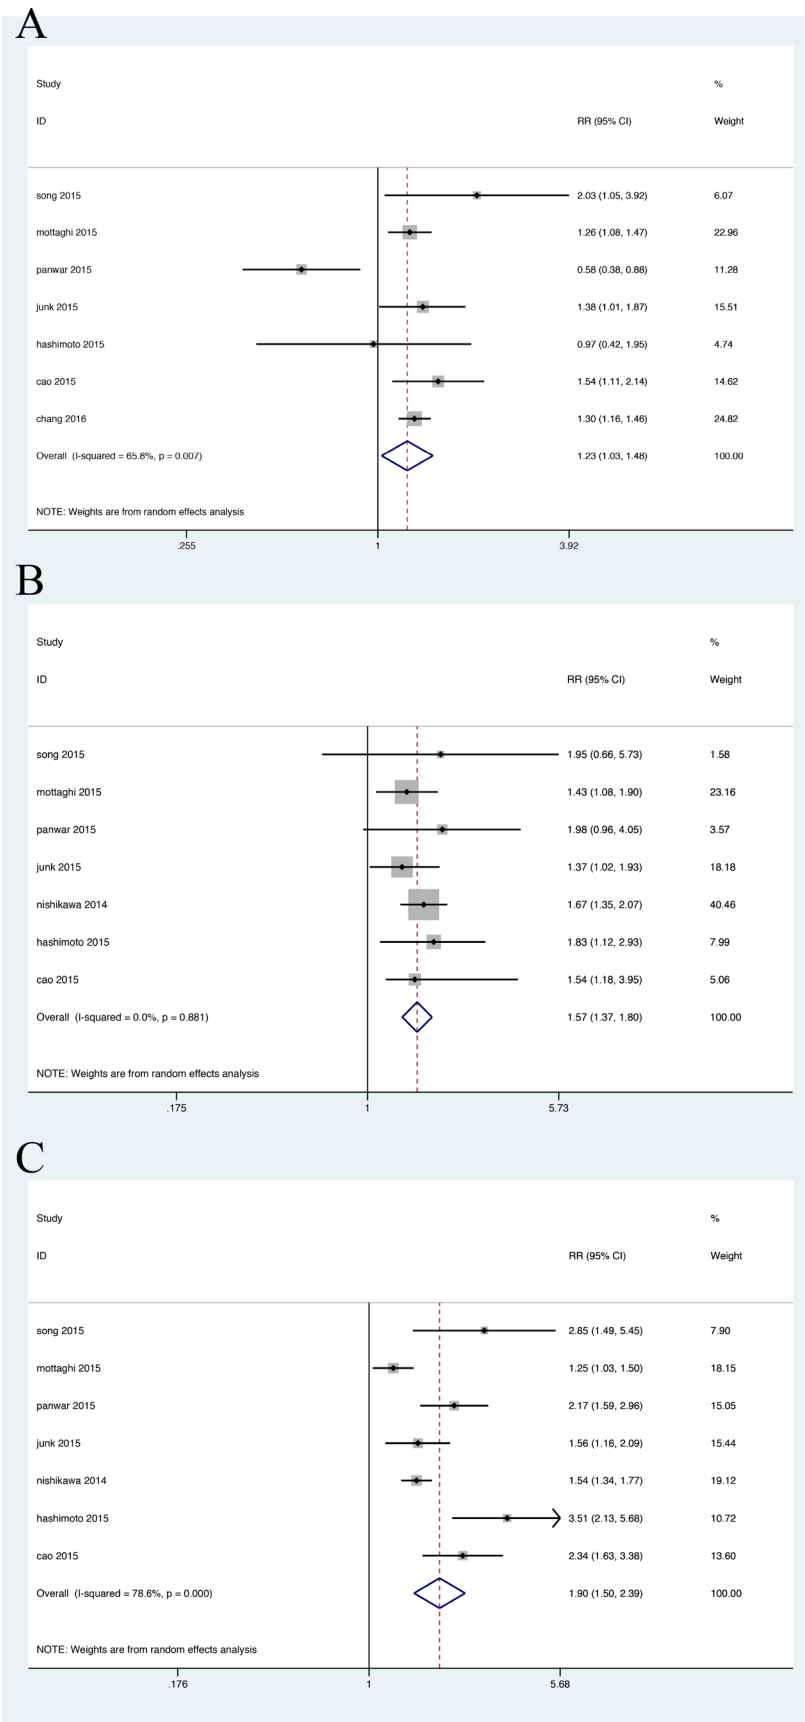 A
Study %
ID RR (95% CI) Weight
song 2015 2.03 (1.05, 3.92) 6.07
mottaghi 2015 1.26 (1.08, 1.47) 22.96
panwar 2015 0.58 (0.38, 0.88) 11.28
junk 2015 1.38 (1.01, 1.87) 15.51
hashimoto 2015 0.97 (0.42, 1.95) 4.74
cao 2015 1.54 (1.11, 2.14) 14.62
chang 2016 1.30 (1.16, 1.46) 24.82
Overall (I-squared = 65.8%, p = 0.007) 1.23 (1.03, 1.48) 100.00
NOTE: Weights are from random effects analysis
.255 1 3.92
B
Study %
ID RR (95% CI) Weight
song 2015 1.95 (0.66, 5.73) 1.58
mottaghi 2015 1.43 (1.08, 1.90) 23.16
panwar 2015 1.98 (0.96, 4.05) 3.57
junk 2015 1.37 (1.02, 1.93) 18.18
nishikawa 2014 1.67 (1.35, 2.07) 40.46
hashimoto 2015 1.83 (1.12, 2.93) 7.99
cao 2015 1.54 (1.18, 3.95) 5.06
Overall (I-squared = 0.0%, p = 0.881) 1.57 (1.37, 1.80) 100.00
NOTE: Weights are from random effects analysis
.175 1 5.73
C
Study %
ID RR (95% CI) Weight
song 2015 2.85 (1.49, 5.45) 7.90
mottaghi 2015 1.25 (1.03, 1.50) 18.15
panwar 2015 2.17 (1.59, 2.96) 15.05
junk 2015 1.56 (1.16, 2.09) 15.44
nishikawa 2014 1.54 (1.34, 1.77) 19.12
hashimoto 2015 3.51 (2.13, 5.68) 10.72
cao 2015 2.34 (1.63, 3.38) 13.60
Overall (I-squared = 78.6%, p = 0.000) 1.90 (1.50, 2.39) 100.00
NOTE: Weights are from random effects analysis
.176 1 5.68